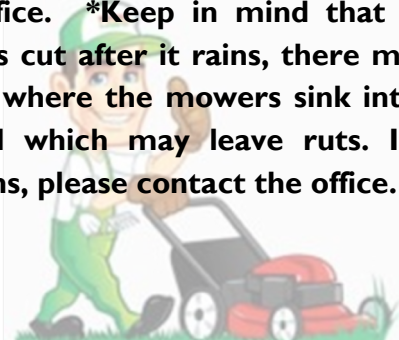 fice. *Keep in mind that
s cut after it rains, there m
where the mowers sink int
which may leave ruts. I
ns, please contact the office.